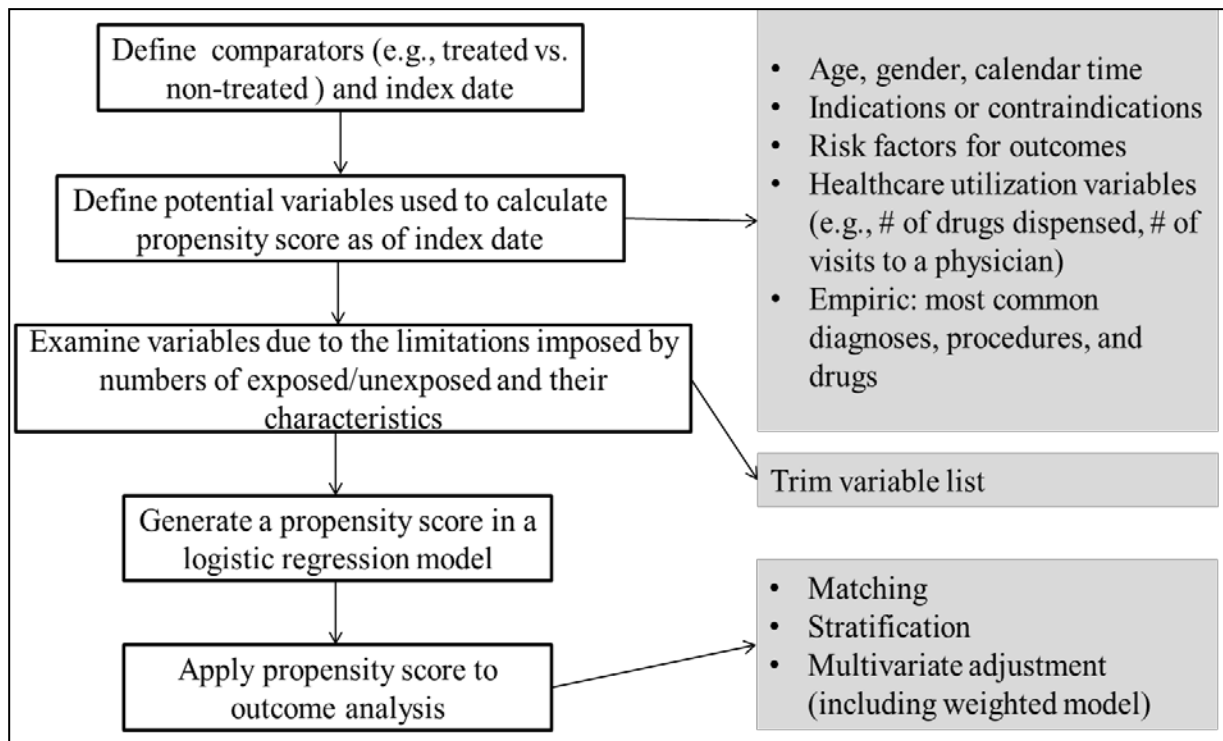 Define comparators (e.g., treated vs.
non-treated ) and index date
Define potential variables used to calculate
propensity score as of index date
Examine variables due to the limitations imposed by
numbers of exposed/unexposed and their
characteristics
Generate a propensity score in a
logistic regression model
Apply propensity score to
outcome analysis
• Age, gender, calendar time
• Indications or contraindications
• Risk factors for outcomes
• Healthcare utilization variables
(e.g., # of drugs dispensed, # of
visits to a physician)
• Empiric: most common
diagnoses, procedures, and
drugs
Trim variable list
• Matching
• Stratification
• Multivariate adjustment
(including weighted model)